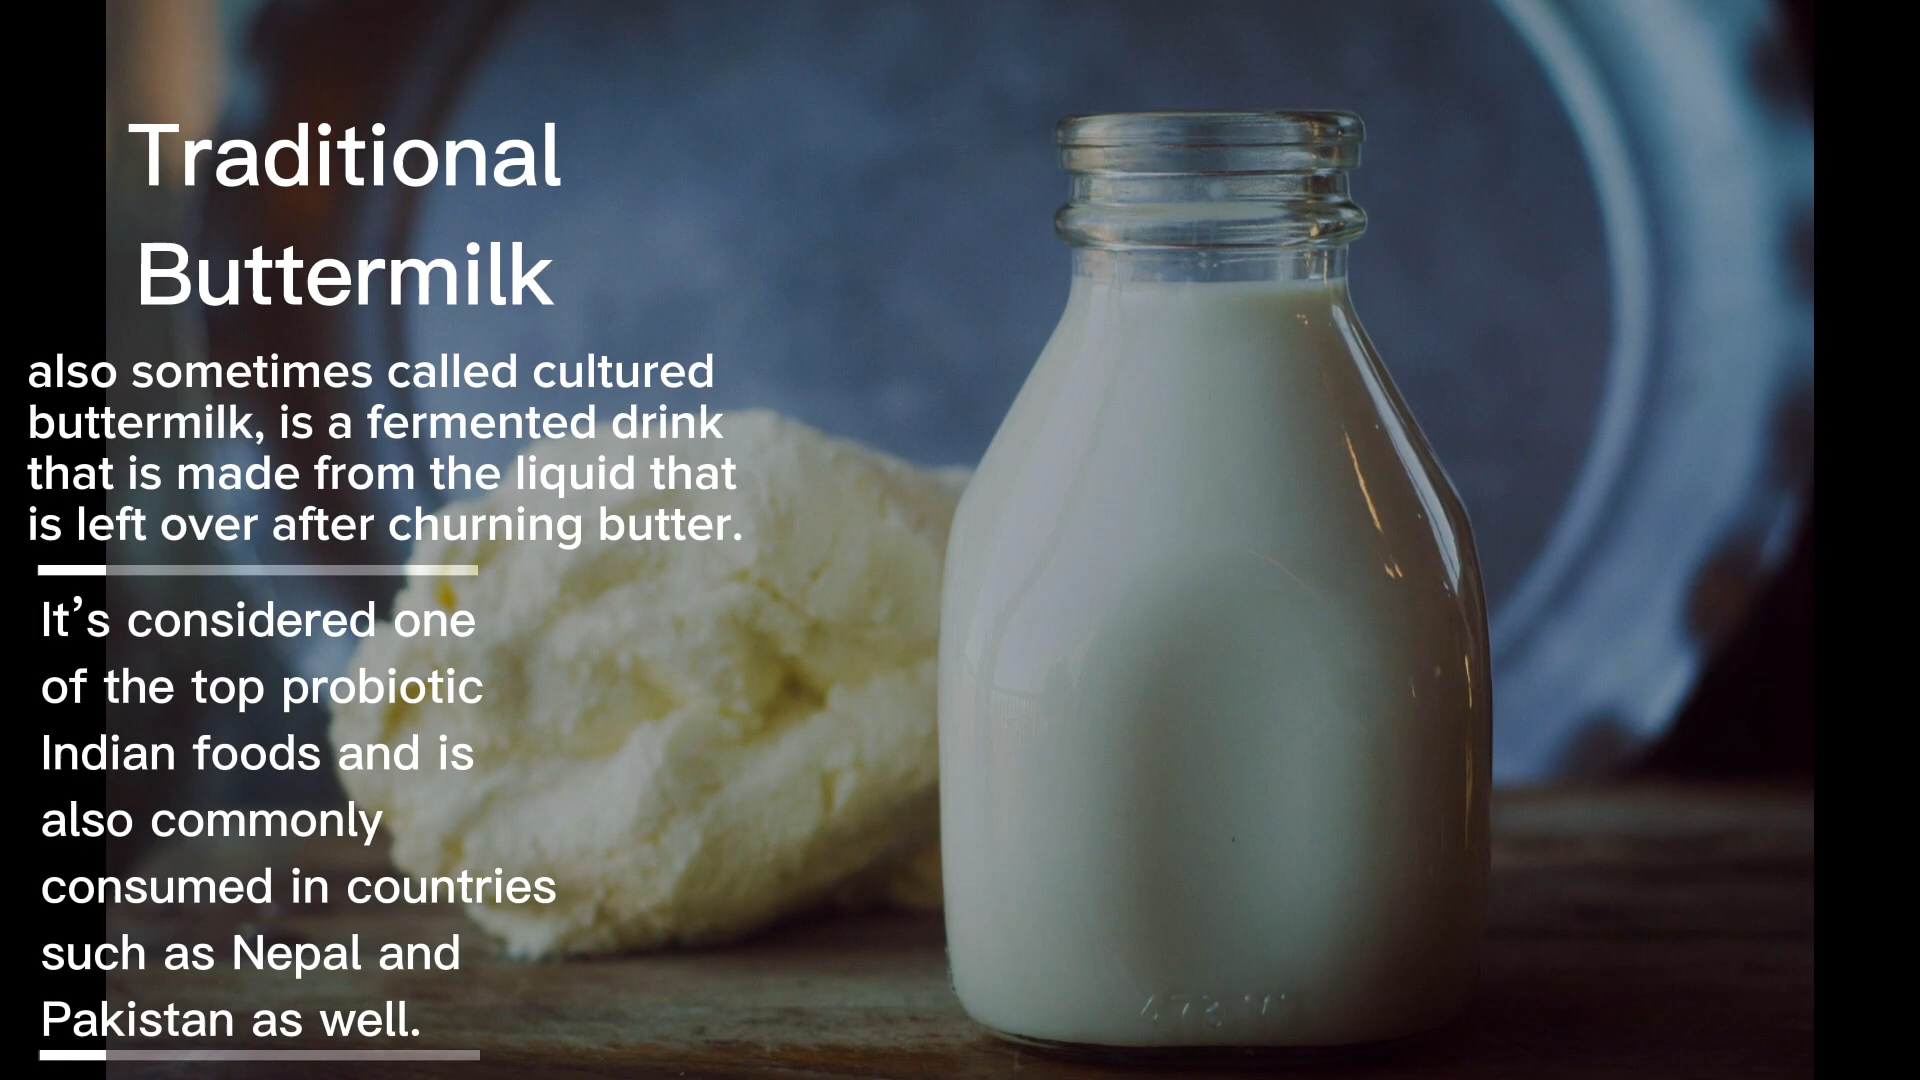 Traditional
Buttermilk
also sometimes called cultured
buttermilk, is a fermented drink
that is made from the liquid that
is left over after churning butter.
It’s considered one
of the top probiotic
Indian foods and is
also commonly
consumed in countries
such as Nepal and
Pakistan as well.